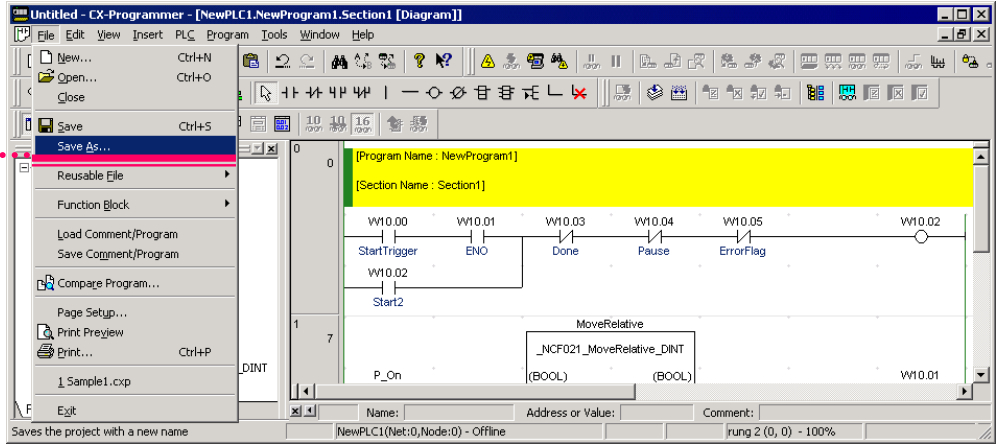 Untitled - CX-Programmer - [NewPLC1.NewProgram1.Section1 [Diagram]]
File Edit View Insert PLC Program Tools Window Help
New... Ctrl+N
Open... Ctrl+O
Close
Save Ctrl+S
Save As...
Reusable File
Function Block
Load Comment/Program
Save Comment/Program
Compare Program...
Page Setup...
Print Preview
Print... Ctrl+P
1 Sample1.cxp
Exit
10 10 16
_DINT
0
0
[Program Name : NewProgram1]
[Section Name : Section1]
W10.00 W10.01 W10.03 W10.04 W10.05 W10.02
StartTrigger ENO Done Pause ErrorFlag
W10.02
Start2
1
7
MoveRelative
_NCF021_MoveRelative_DINT
P_On (BOOL) (BOOL) W10.01
Name: Address or Value: Comment:
Saves the project with a new name NewPLC1(Net:0,Node:0) - Offline rung 2 (0, 0) - 100%